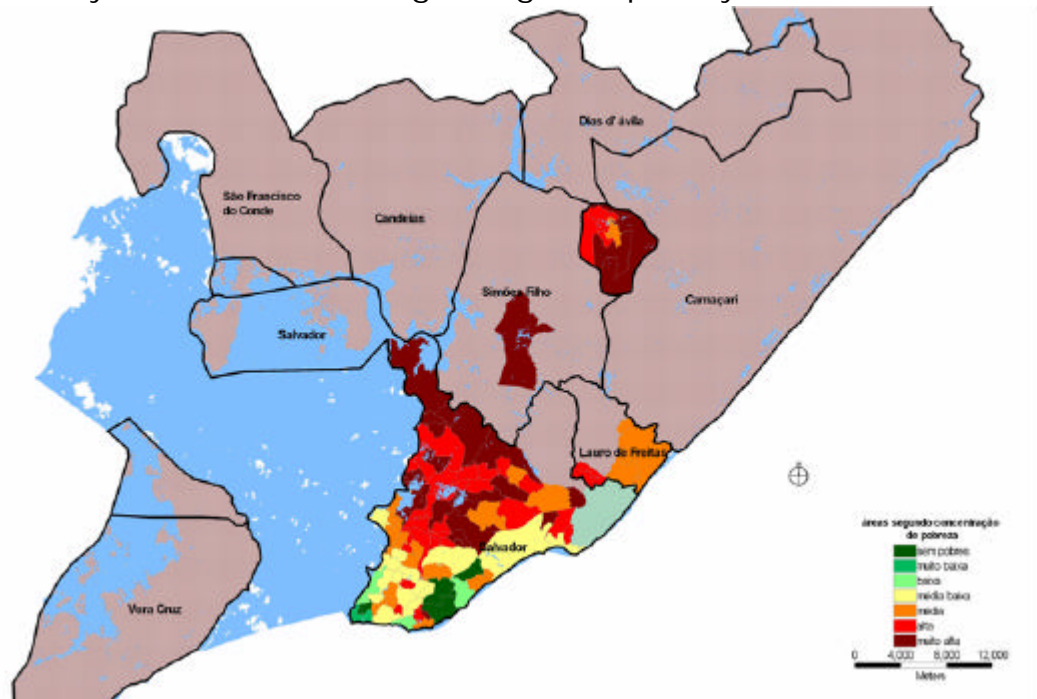 Dias d' ávila
São Francisco
do Conde
Candeias
Simões Filho
Camaçari
Salvador
Lauro de Freitas
Salvador
Vera Cruz
áreas segundo concentração
de pobreza
sem pobres
muito baixa
baixa
média baixa
média
alta
muito alta
0 4,000 8,000 12,000
Meters